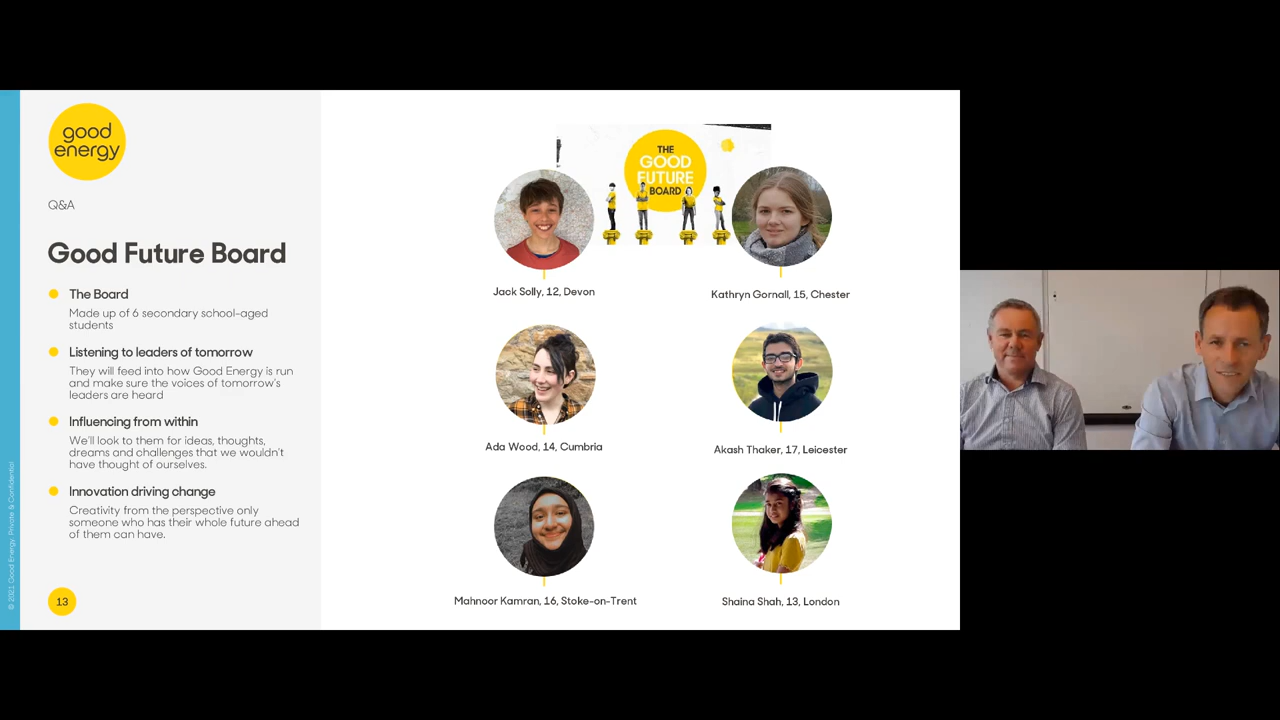 good
energy
Q&A
Good Future Board
The Board
Made up of 6 secondary school-aged
students
Listening to leaders of tomorrow
They will feed into how Good Energy is run
and make sure the voices of tomorrow's
leaders are heard
Influencing from within
We'll look to them for ideas, thoughts,
dreams and challenges that we wouldn't
have thought of ourselves.
Innovation driving change
Creativity from the perspective only
someone who has their whole future ahead
of them can have.
13
© 2021 Good Energy. Private & Confidential
THE
GOOD
FUTURE
BOARD
Jack Solly, 12, Devon
Kathryn Gornall, 15, Chester
Ada Wood, 14, Cumbria
Akash Thaker, 17, Leicester
Mahnoor Kamran, 16, Stoke-on-Trent
Shaina Shah, 13, London